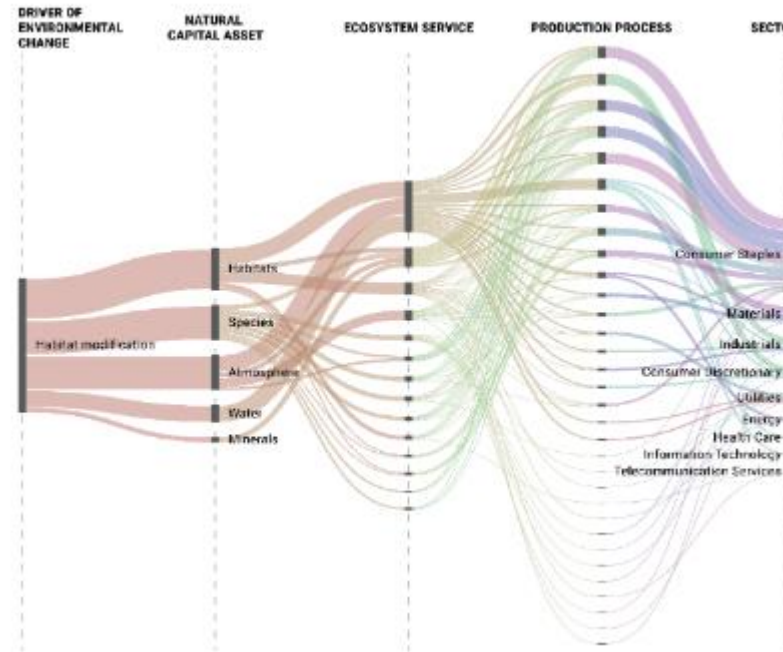 DRIVER OF
ENVIRONMENTAL
CHANGE
NATURAL
CAPITAL ASSET
ECOSYSTEM SERVICE
PRODUCTION PROCESS
SECTO
Habitats
Species
Habitat modification
Atmosphere
Water
Minerals
Consumer Staples
Materials
Industrials
Consumer Discretionary
Utilities
Energy
Health Care
Information Technology
Telecommunication Services